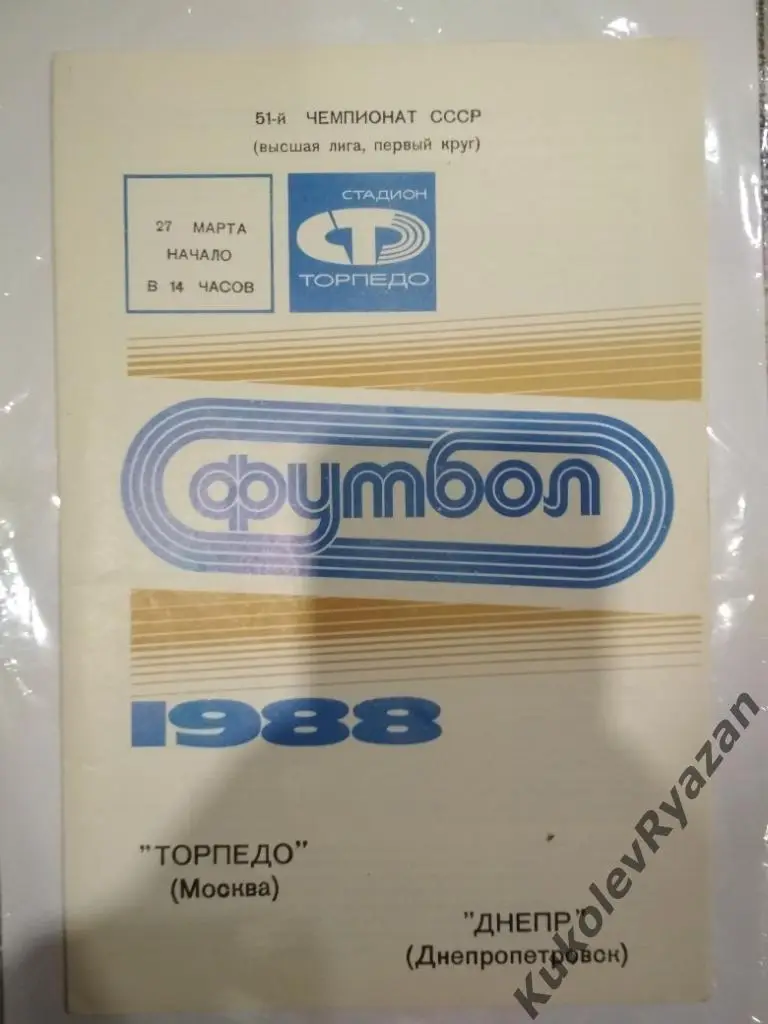 51-й ЧЕМПИОНАТ СССР
(высшая лига, первый круг)
27 МАРТА
НАЧАЛО
В 14 ЧАСОВ
СТАДИОН
ТОРПЕДО
футбол
1988
"ТОРПЕДО"
(Москва)
"ДНЕПР"
(Днепропетровск)
KukolevRyazan